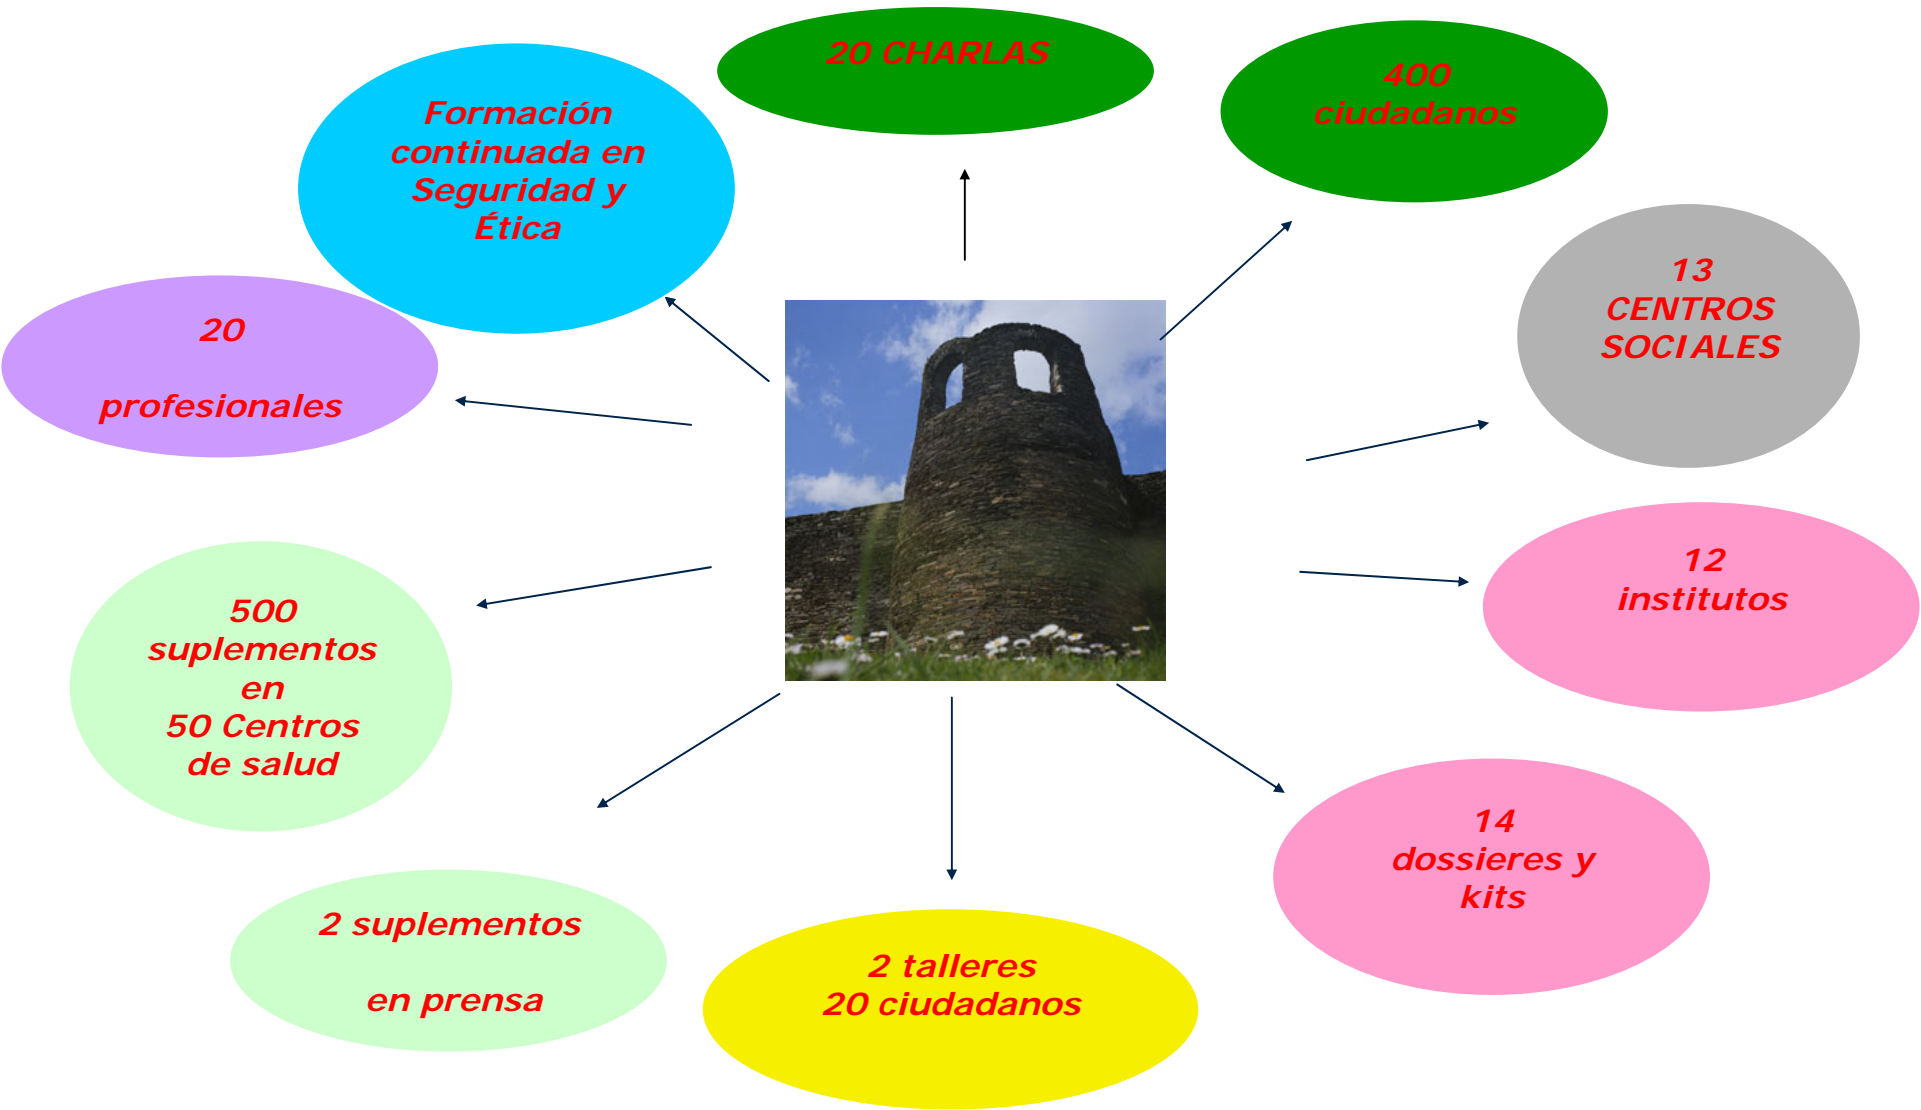 20 CHARLAS
400
ciudadanos
Formación
continuada en
Seguridad y
Ética
13
CENTROS
SOCIALES
20
profesionales
12
institutos
500
suplementos
en
50 Centros
de salud
14
dossieres y
kits
2 suplementos
en prensa
2 talleres
20 ciudadanos